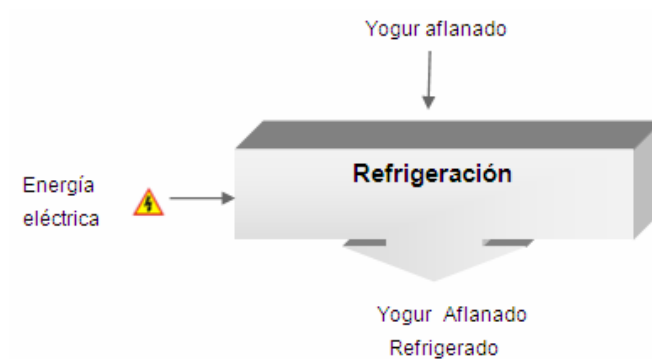 Yogur aflanado
Refrigeración
Energía
eléctrica
Yogur Aflanado
Refrigerado